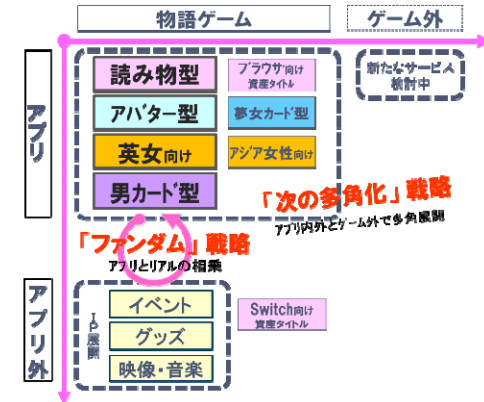 物語ゲーム
ゲーム外
アプリ
読み物型
ブラウザ向け
資産タイトル
新たなサービス
検討中
アバター型
夢女カード型
英女向け
アジア女性向け
男カード型
「次の多角化」戦略
アプリ内外とゲーム外で多角展開
「ファンダム」戦略
アプリとリアルの相乗
アプリ外
IP展開
イベント
Switch向け
資産タイトル
グッズ
映像・音楽